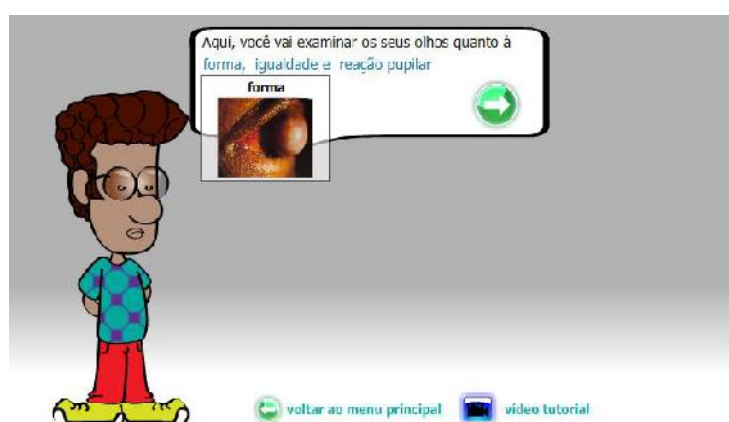 Aqui, você vai examinar os seus olhos quanto à
forma, igualdade e reação pupilar
forma
voltar ao menu principal
vídeo tutorial